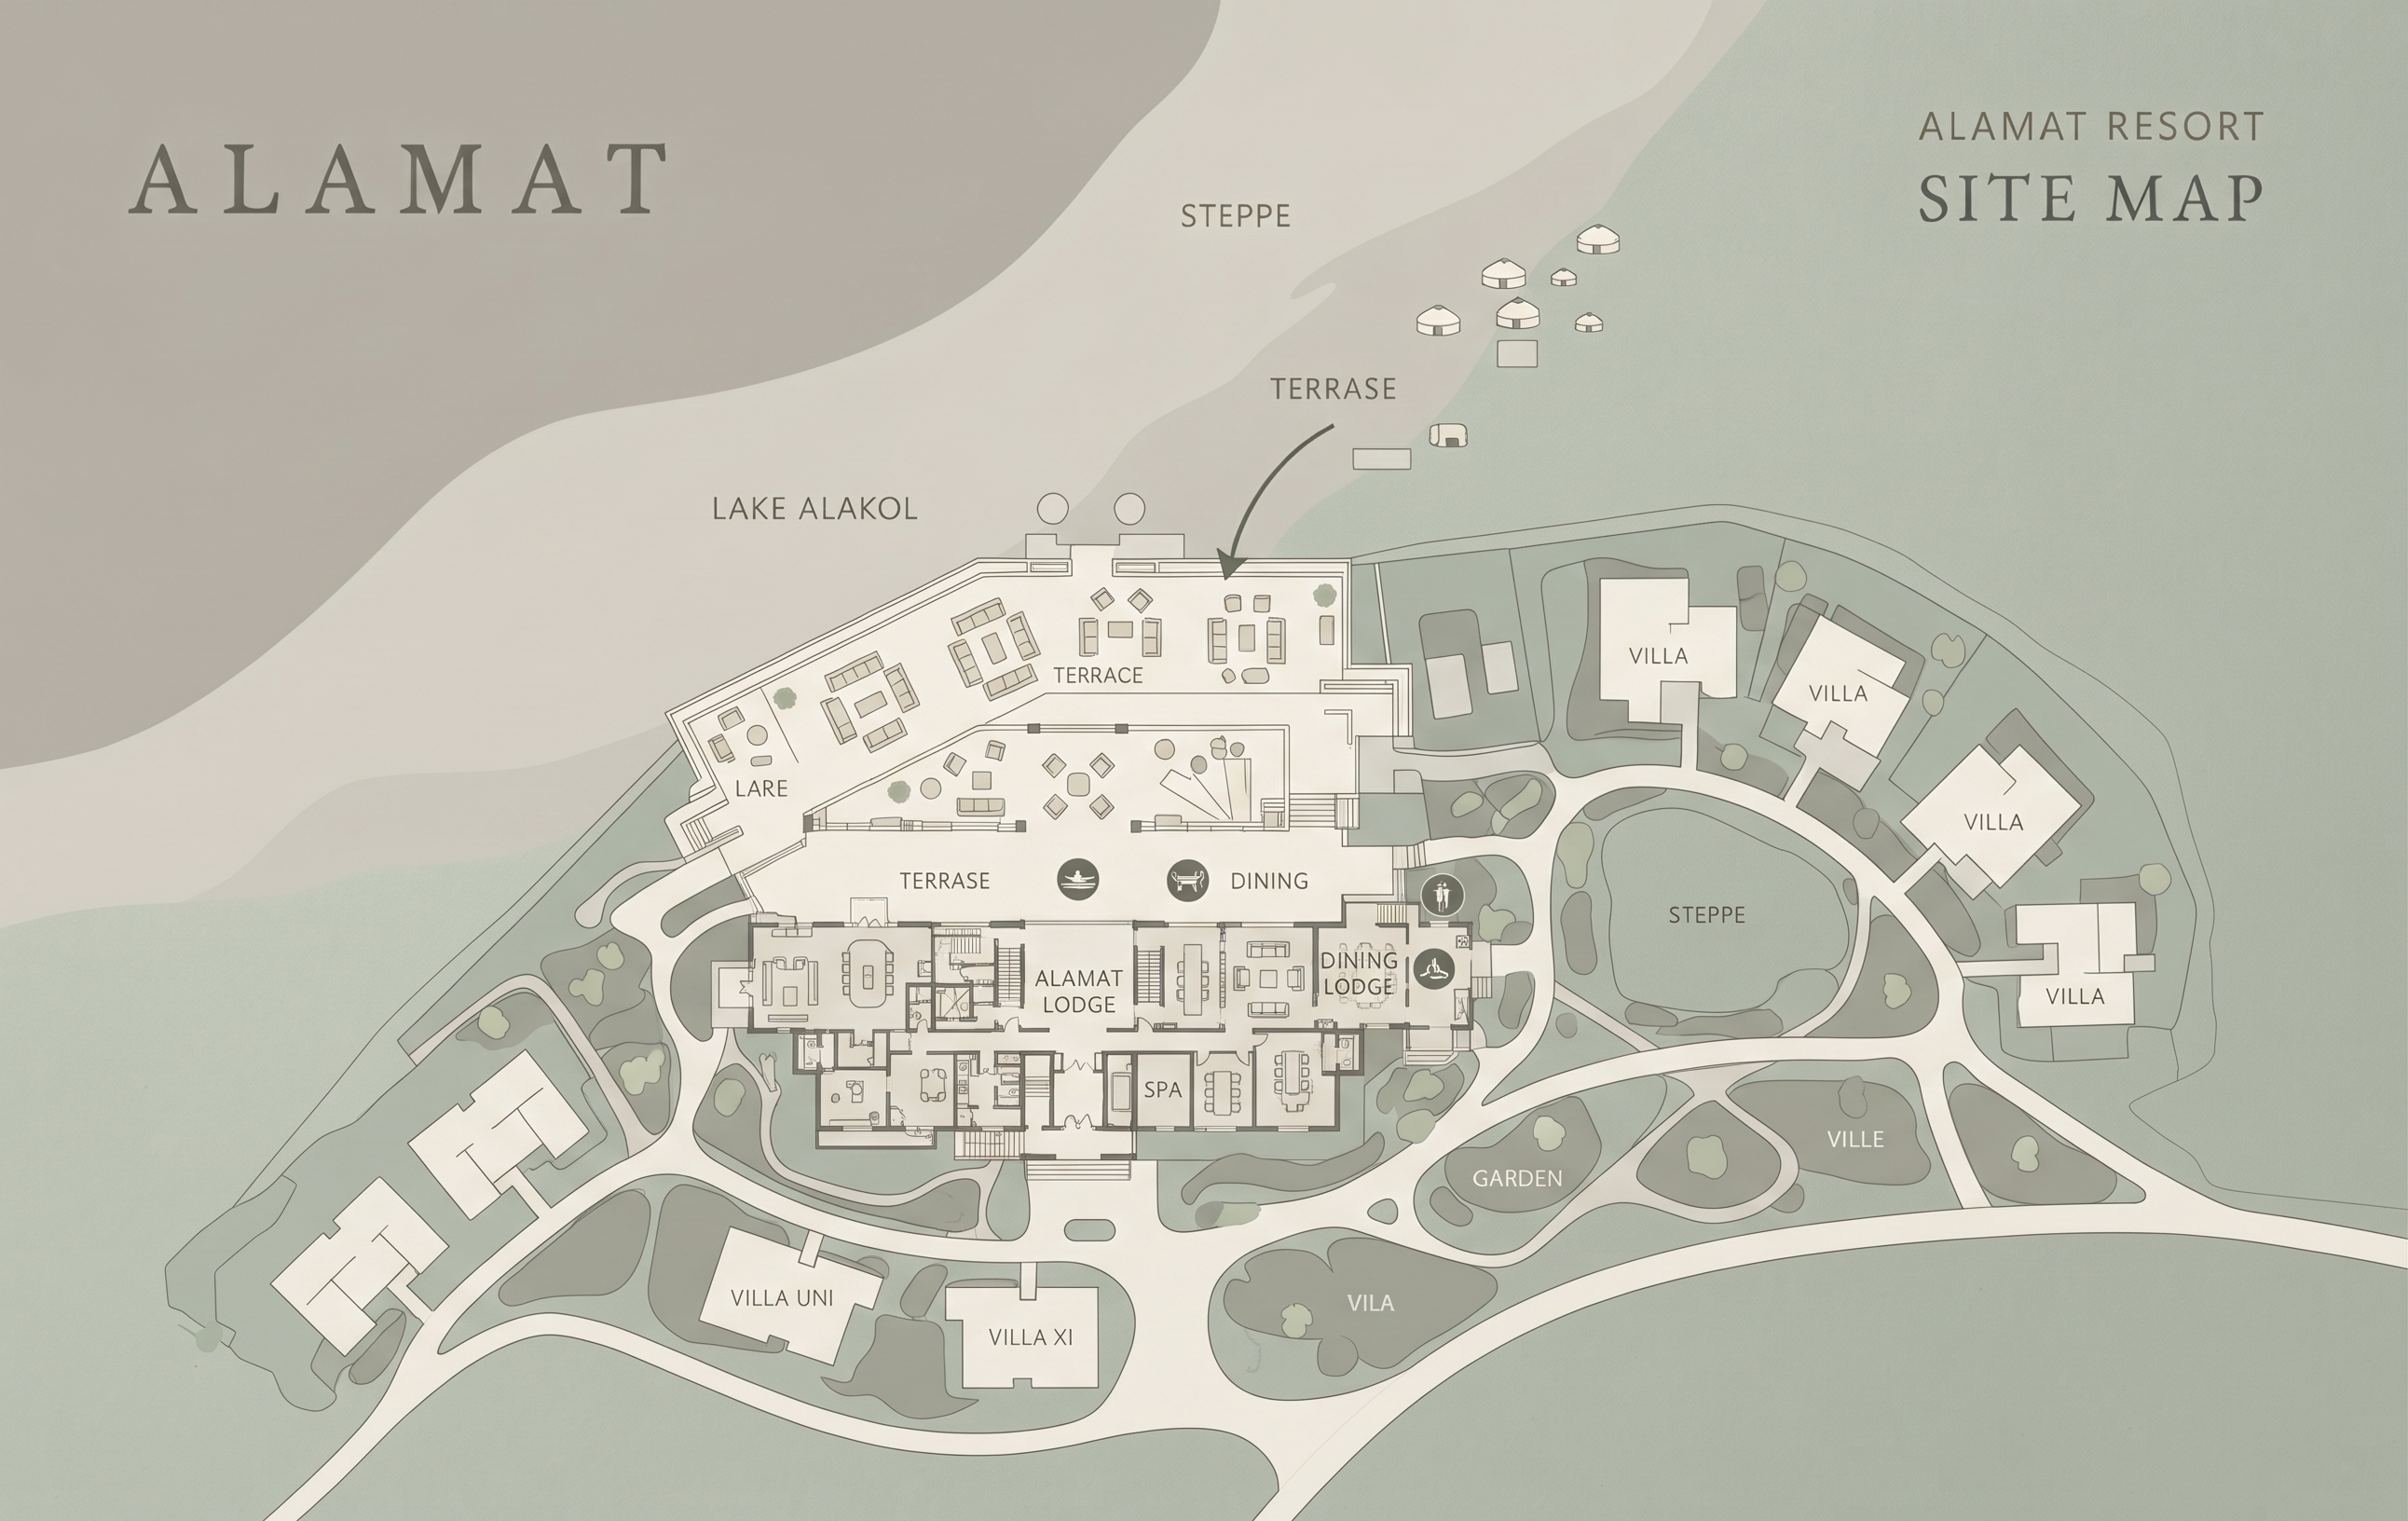 ALAMAT
ALAMAT RESORT
SITE MAP
STEPPE
TERRASE
LAKE ALAKOL
TERRACE
LARE
VILLA
VILLA
VILLA
TERRASE
DINING
STEPPE
ALAMAT
LODGE
DINING
LODGE
VILLA
SPA
VILLE
GARDEN
VILLA UNI
VILA
VILLA XI